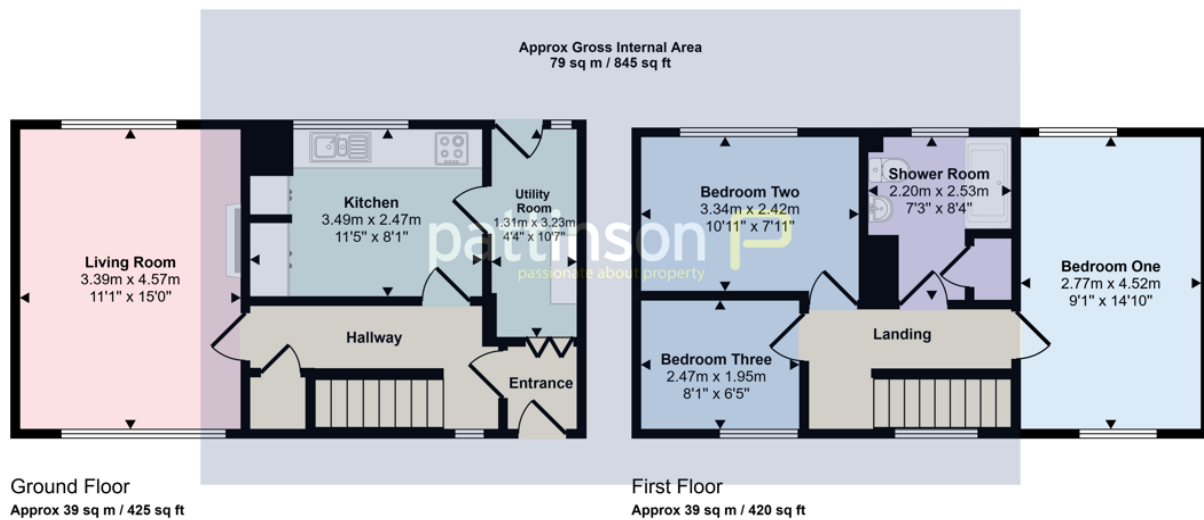 Approx Gross Internal Area
79 sq m / 845 sq ft
Living Room
3.39m x 4.57m
11'1" x 15'0"
Kitchen
3.49m x 2.47m
11'5" x 8'1"
Utility
Room
1.31m x 3.23m
4'4" x 10'7"
Hallway
Entrance
Bedroom Two
3.34m x 2.42m
10'11" x 7'11"
Shower Room
2.20m x 2.53m
7'3" x 8'4"
Bedroom One
2.77m x 4.52m
9'1" x 14'10"
Bedroom Three
2.47m x 1.95m
8'1" x 6'5"
Landing
pattinson
passionate about property
Ground Floor
Approx 39 sq m / 425 sq ft
First Floor
Approx 39 sq m / 420 sq ft